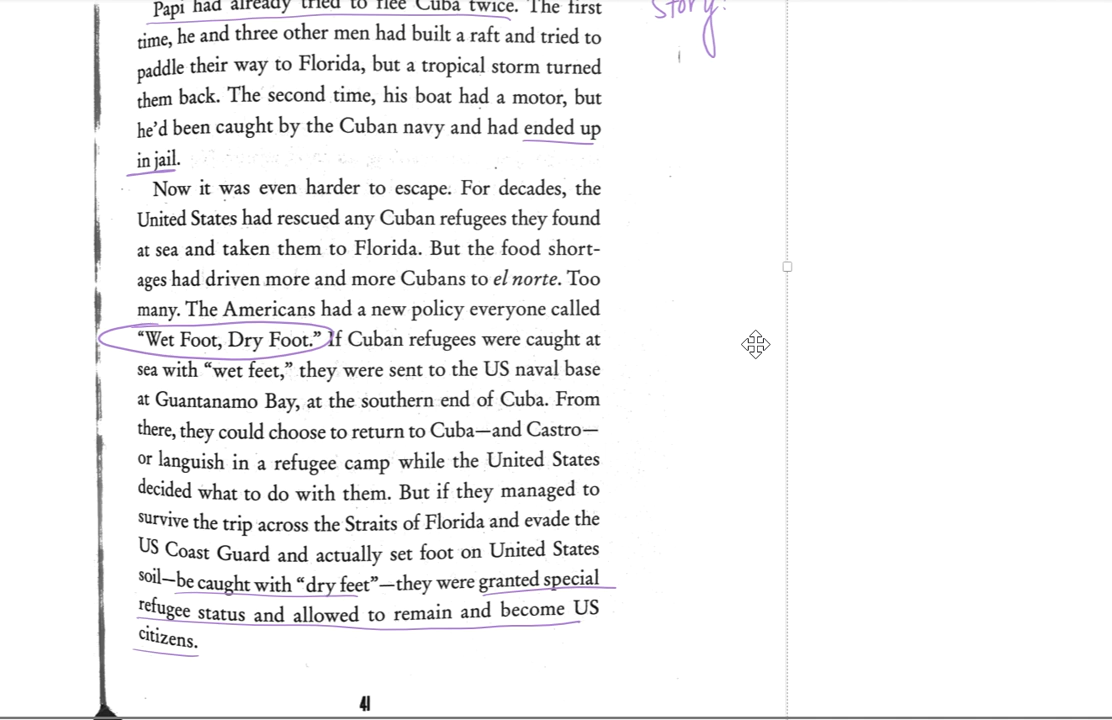 Papi had already tried to flee Cuba twice. The first
story!
time, he and three other men had built a raft and tried to
paddle their way to Florida, but a tropical storm turned
them back. The second time, his boat had a motor, but
he'd been caught by the Cuban navy and had ended up
in jail.
Now it was even harder to escape. For decades, the
United States had rescued any Cuban refugees they found
at sea and taken them to Florida. But the food short-
ages had driven more and more Cubans to el norte. Too
many. The Americans had a new policy everyone called
“Wet Foot, Dry Foot.” If Cuban refugees were caught at
sea with “wet feet,” they were sent to the US naval base
at Guantanamo Bay, at the southern end of Cuba. From
there, they could choose to return to Cuba—and Castro—
or languish in a refugee camp while the United States
decided what to do with them. But if they managed to
survive the trip across the Straits of Florida and evade the
US Coast Guard and actually set foot on United States
soil—be caught with “dry feet”—they were granted special
refugee status and allowed to remain and become US
citizens.
41